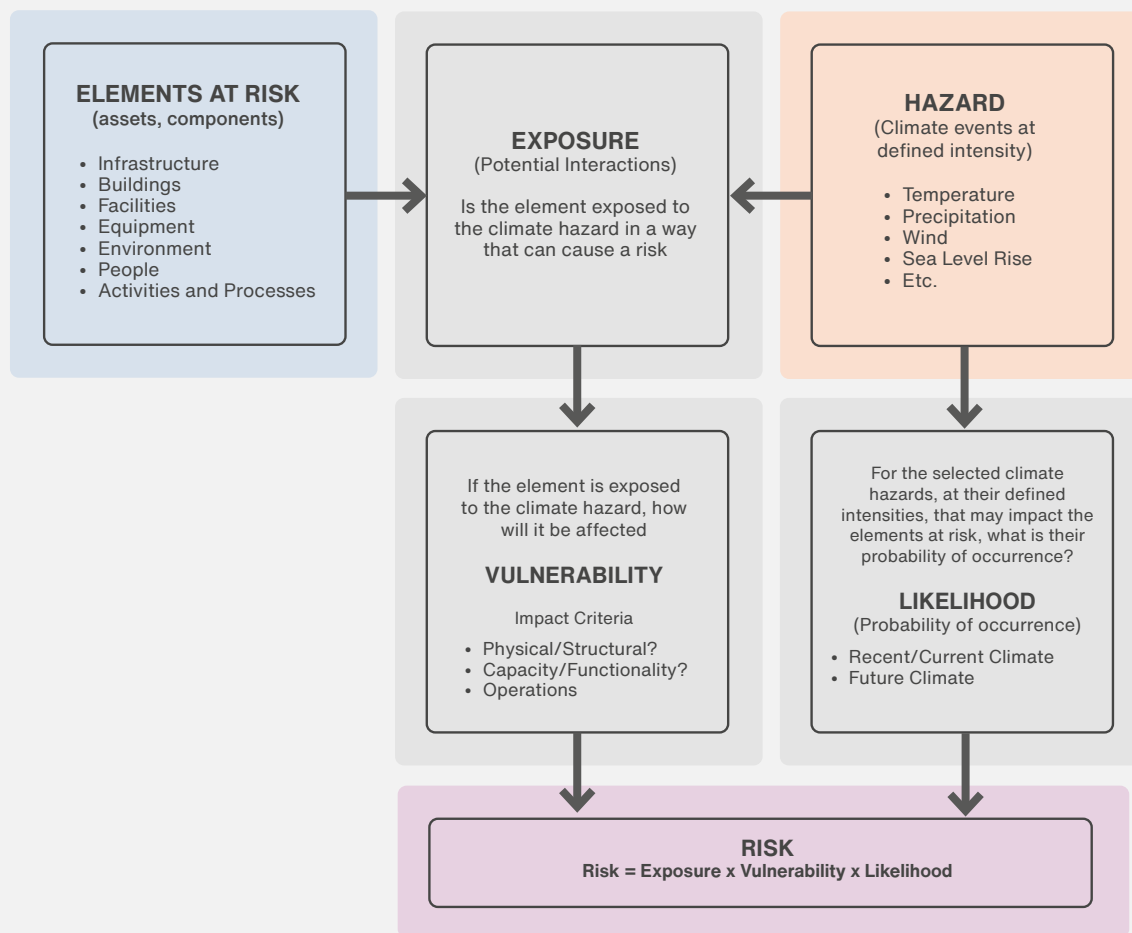 ELEMENTS AT RISK
(assets, components)
• Infrastructure
• Buildings
• Facilities
• Equipment
• Environment
• People
• Activities and Processes
EXPOSURE
(Potential Interactions)
Is the element exposed to
the climate hazard in a way
that can cause a risk
HAZARD
(Climate events at
defined intensity)
• Temperature
• Precipitation
• Wind
• Sea Level Rise
• Etc.
If the element is exposed
to the climate hazard, how
will it be affected
VULNERABILITY
Impact Criteria
• Physical/Structural?
• Capacity/Functionality?
• Operations
For the selected climate
hazards, at their defined
intensities, that may impact the
elements at risk, what is their
probability of occurrence?
LIKELIHOOD
(Probability of occurrence)
• Recent/Current Climate
• Future Climate
RISK
Risk = Exposure x Vulnerability x Likelihood